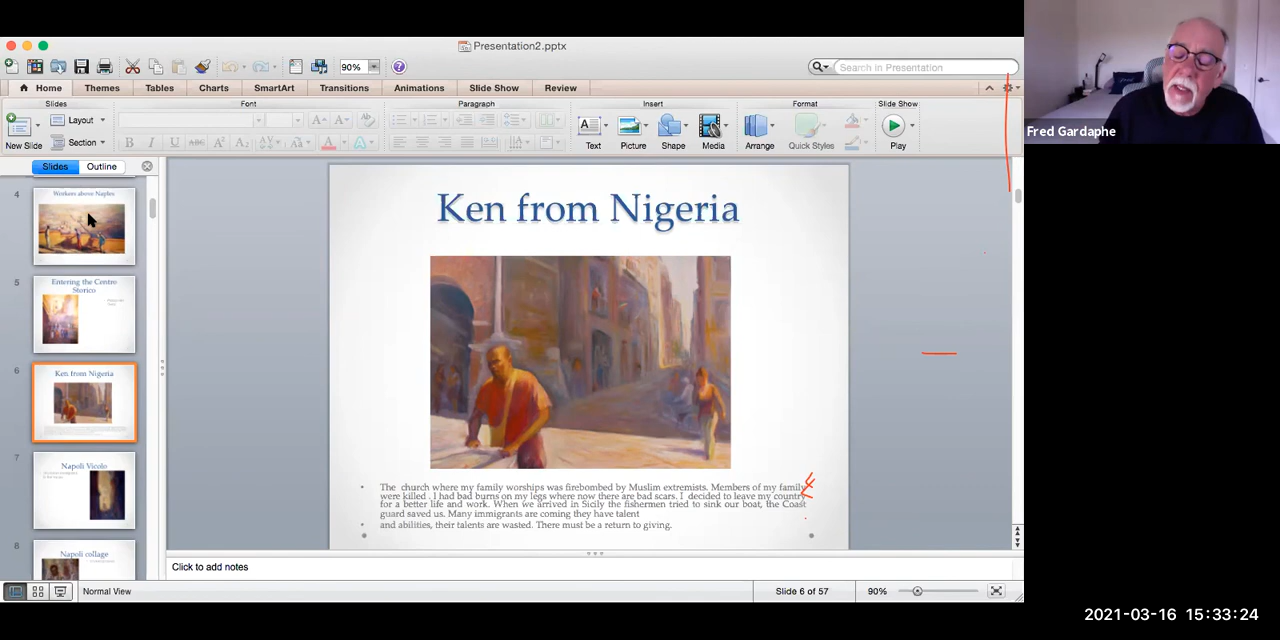 Presentation2.pptx
90%
Search in Presentation
Home Themes Tables Charts SmartArt Transitions Animations Slide Show Review
Slides Font Paragraph Insert Format Slide Show
New Slide Layout Section Text Picture Shape Media Arrange Quick Styles Play
Slides Outline
4 Workers above Naples
5 Entering the Centro
Storico
6 Ken from Nigeria
7 Napoli Vicolo
8 Napoli collage
Ken from Nigeria
• The church where my family worships was firebombed by Muslim extremists. Members of my family
were killed . I had bad burns on my legs where now there are bad scars. I decided to leave my country
for a better life and work. When we arrived in Sicily the fishermen tried to sink our boat, the Coast
guard saved us. Many immigrants are coming they have talent
• and abilities, their talents are wasted. There must be a return to giving.
Click to add notes
Normal View Slide 6 of 57 90%
Fred Gardaphe
2021-03-16 15:33:24